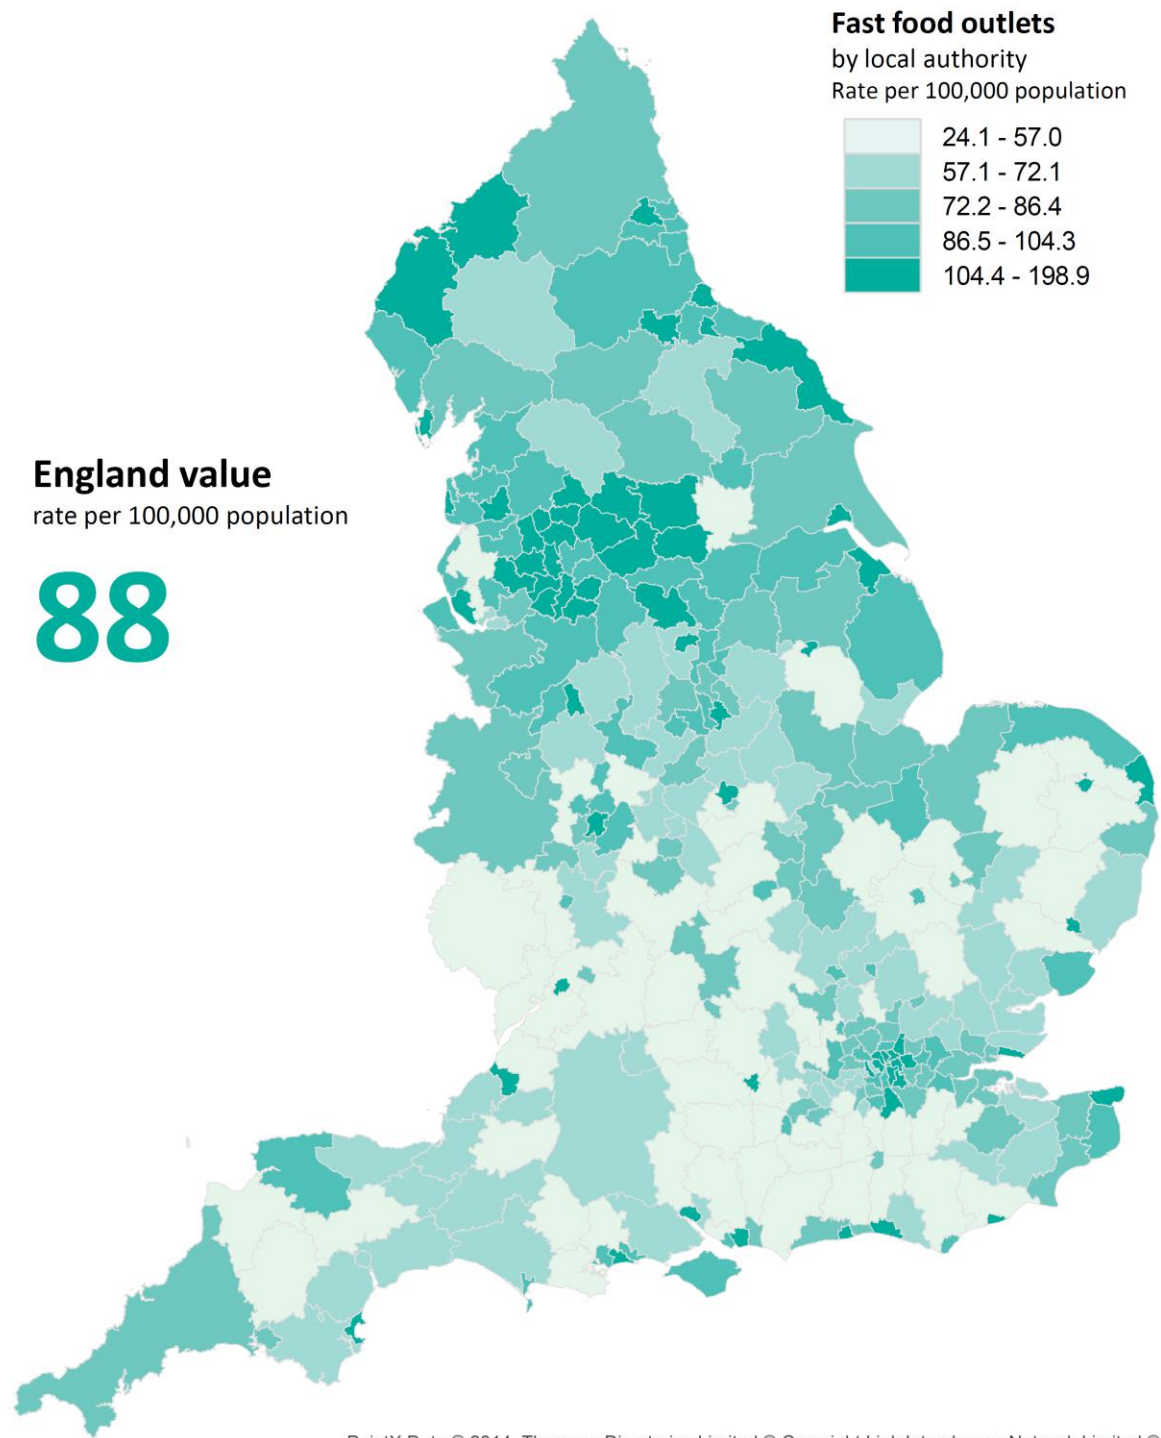 Fast food outlets
by local authority
Rate per 100,000 population
24.1 - 57.0
57.1 - 72.1
72.2 - 86.4
86.5 - 104.3
104.4 - 198.9
England value
rate per 100,000 population
88